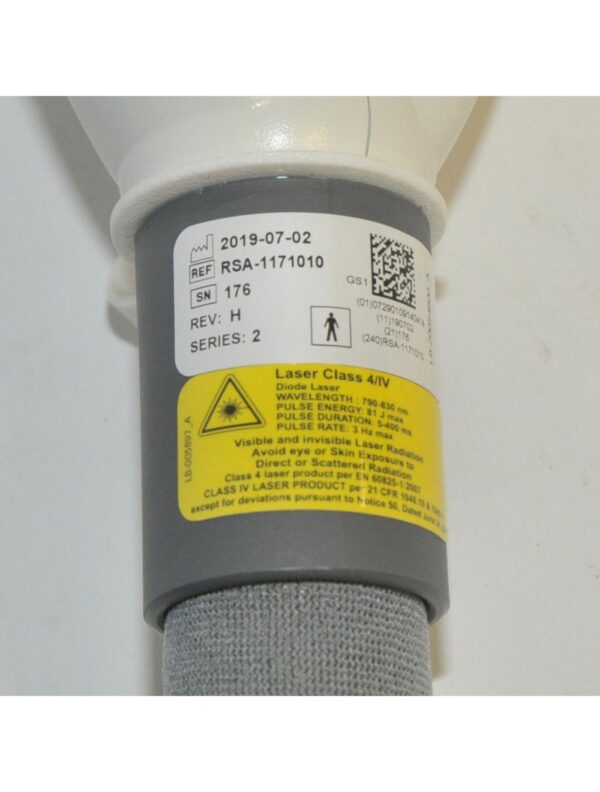 2019-07-02
REF RSA-1171010
SN 176
REV: H
SERIES: 2
GS1
(01)07290109140414
(11)190702
(21)176
(240)RSA-1171010
Laser Class 4/IV
Diode Laser
WAVELENGTH : 790-830 nm
PULSE ENERGY: 81 J max
PULSE DURATION: 5-400 ms
PULSE RATE: 3 Hz max
Visible and invisible Laser Radiation
Avoid eye or Skin Exposure to
Direct or Scattered Radiation
Class 4 laser product per EN 60825-1:2007
CLASS IV LASER PRODUCT per 21 CFR 1040.10 &
except for deviations pursuant to Notice 50, Dated June 24,
LB-005897_A